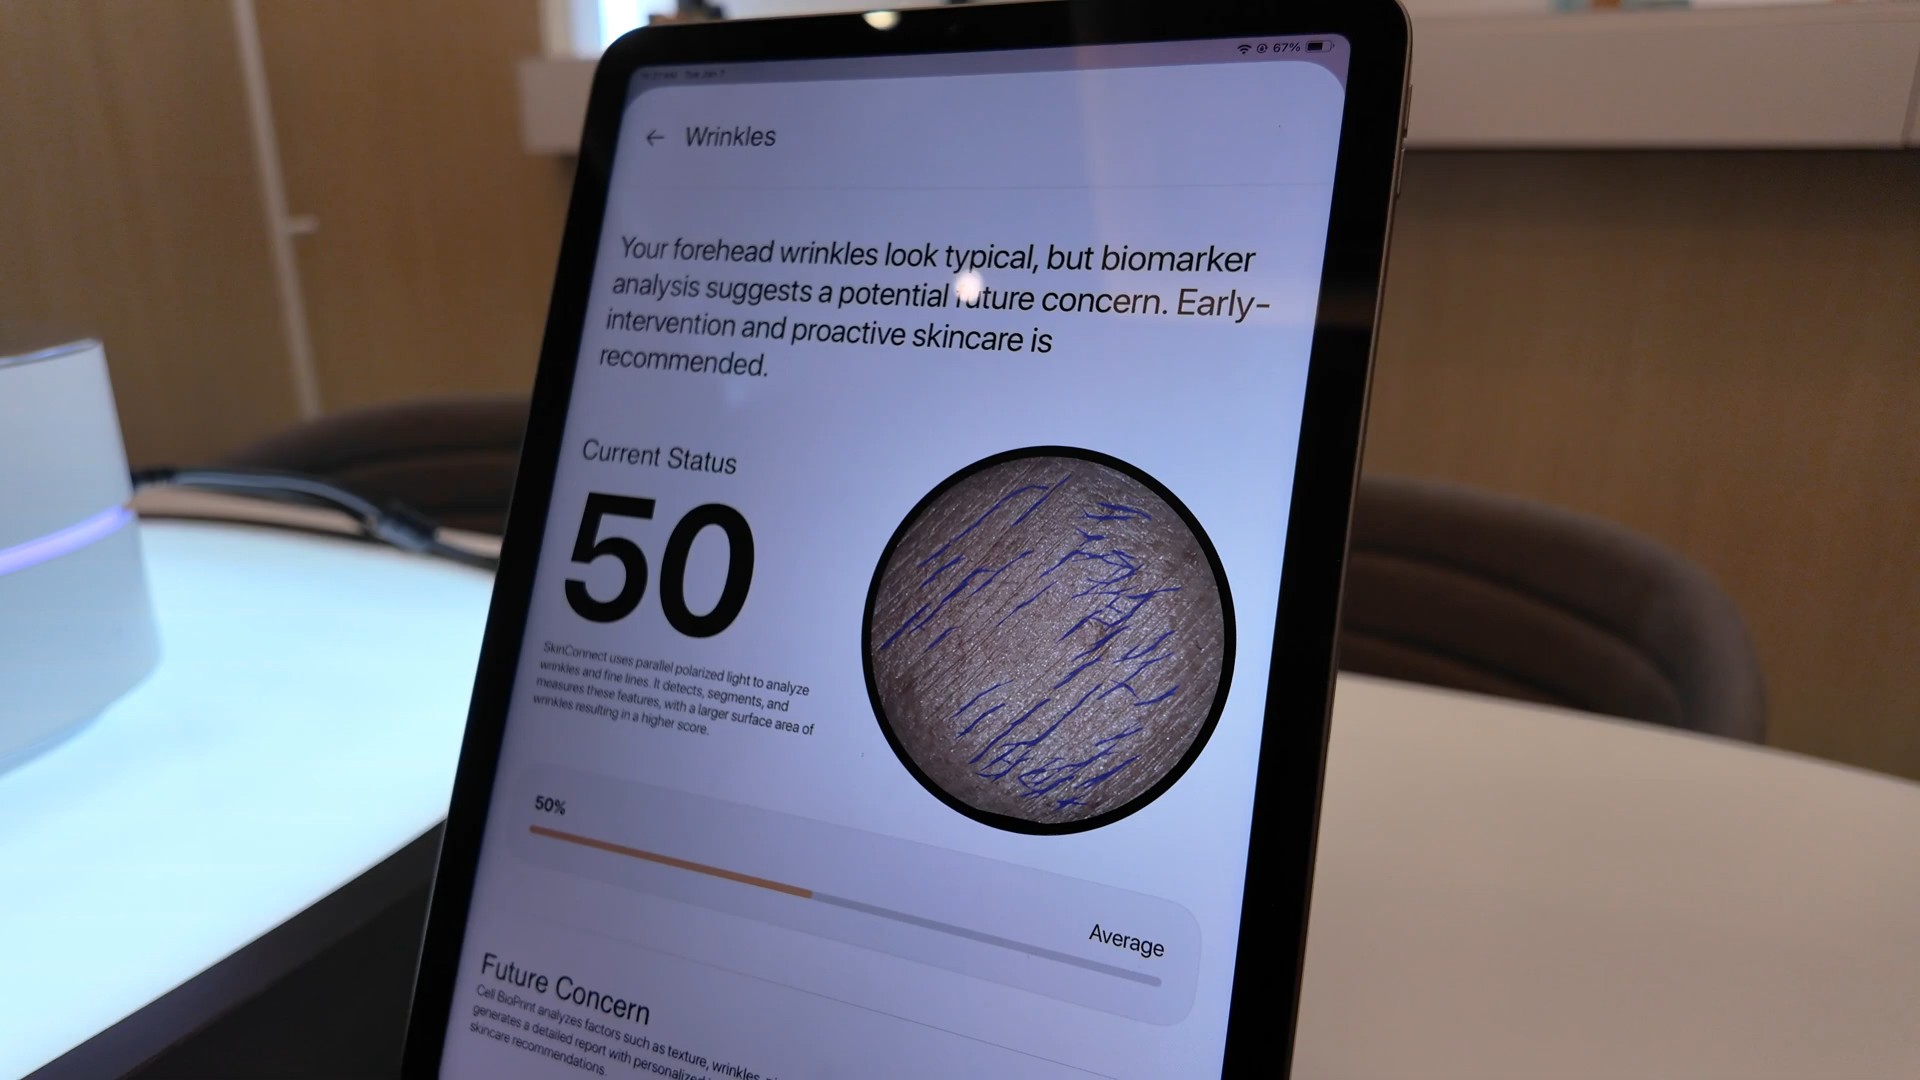 Tue Jan 7
67%
← Wrinkles
Your forehead wrinkles look typical, but biomarker
analysis suggests a potential future concern. Early-
intervention and proactive skincare is
recommended.
Current Status
50
SkinConnect uses parallel polarized light to analyze
wrinkles and fine lines. It detects, segments, and
measures these features, with a larger surface area of
wrinkles resulting in a higher score.
50%
Average
Future Concern
Cell BioPrint analyzes factors such as texture, wrinkles,
generates a detailed report with personalized
skincare recommendations.